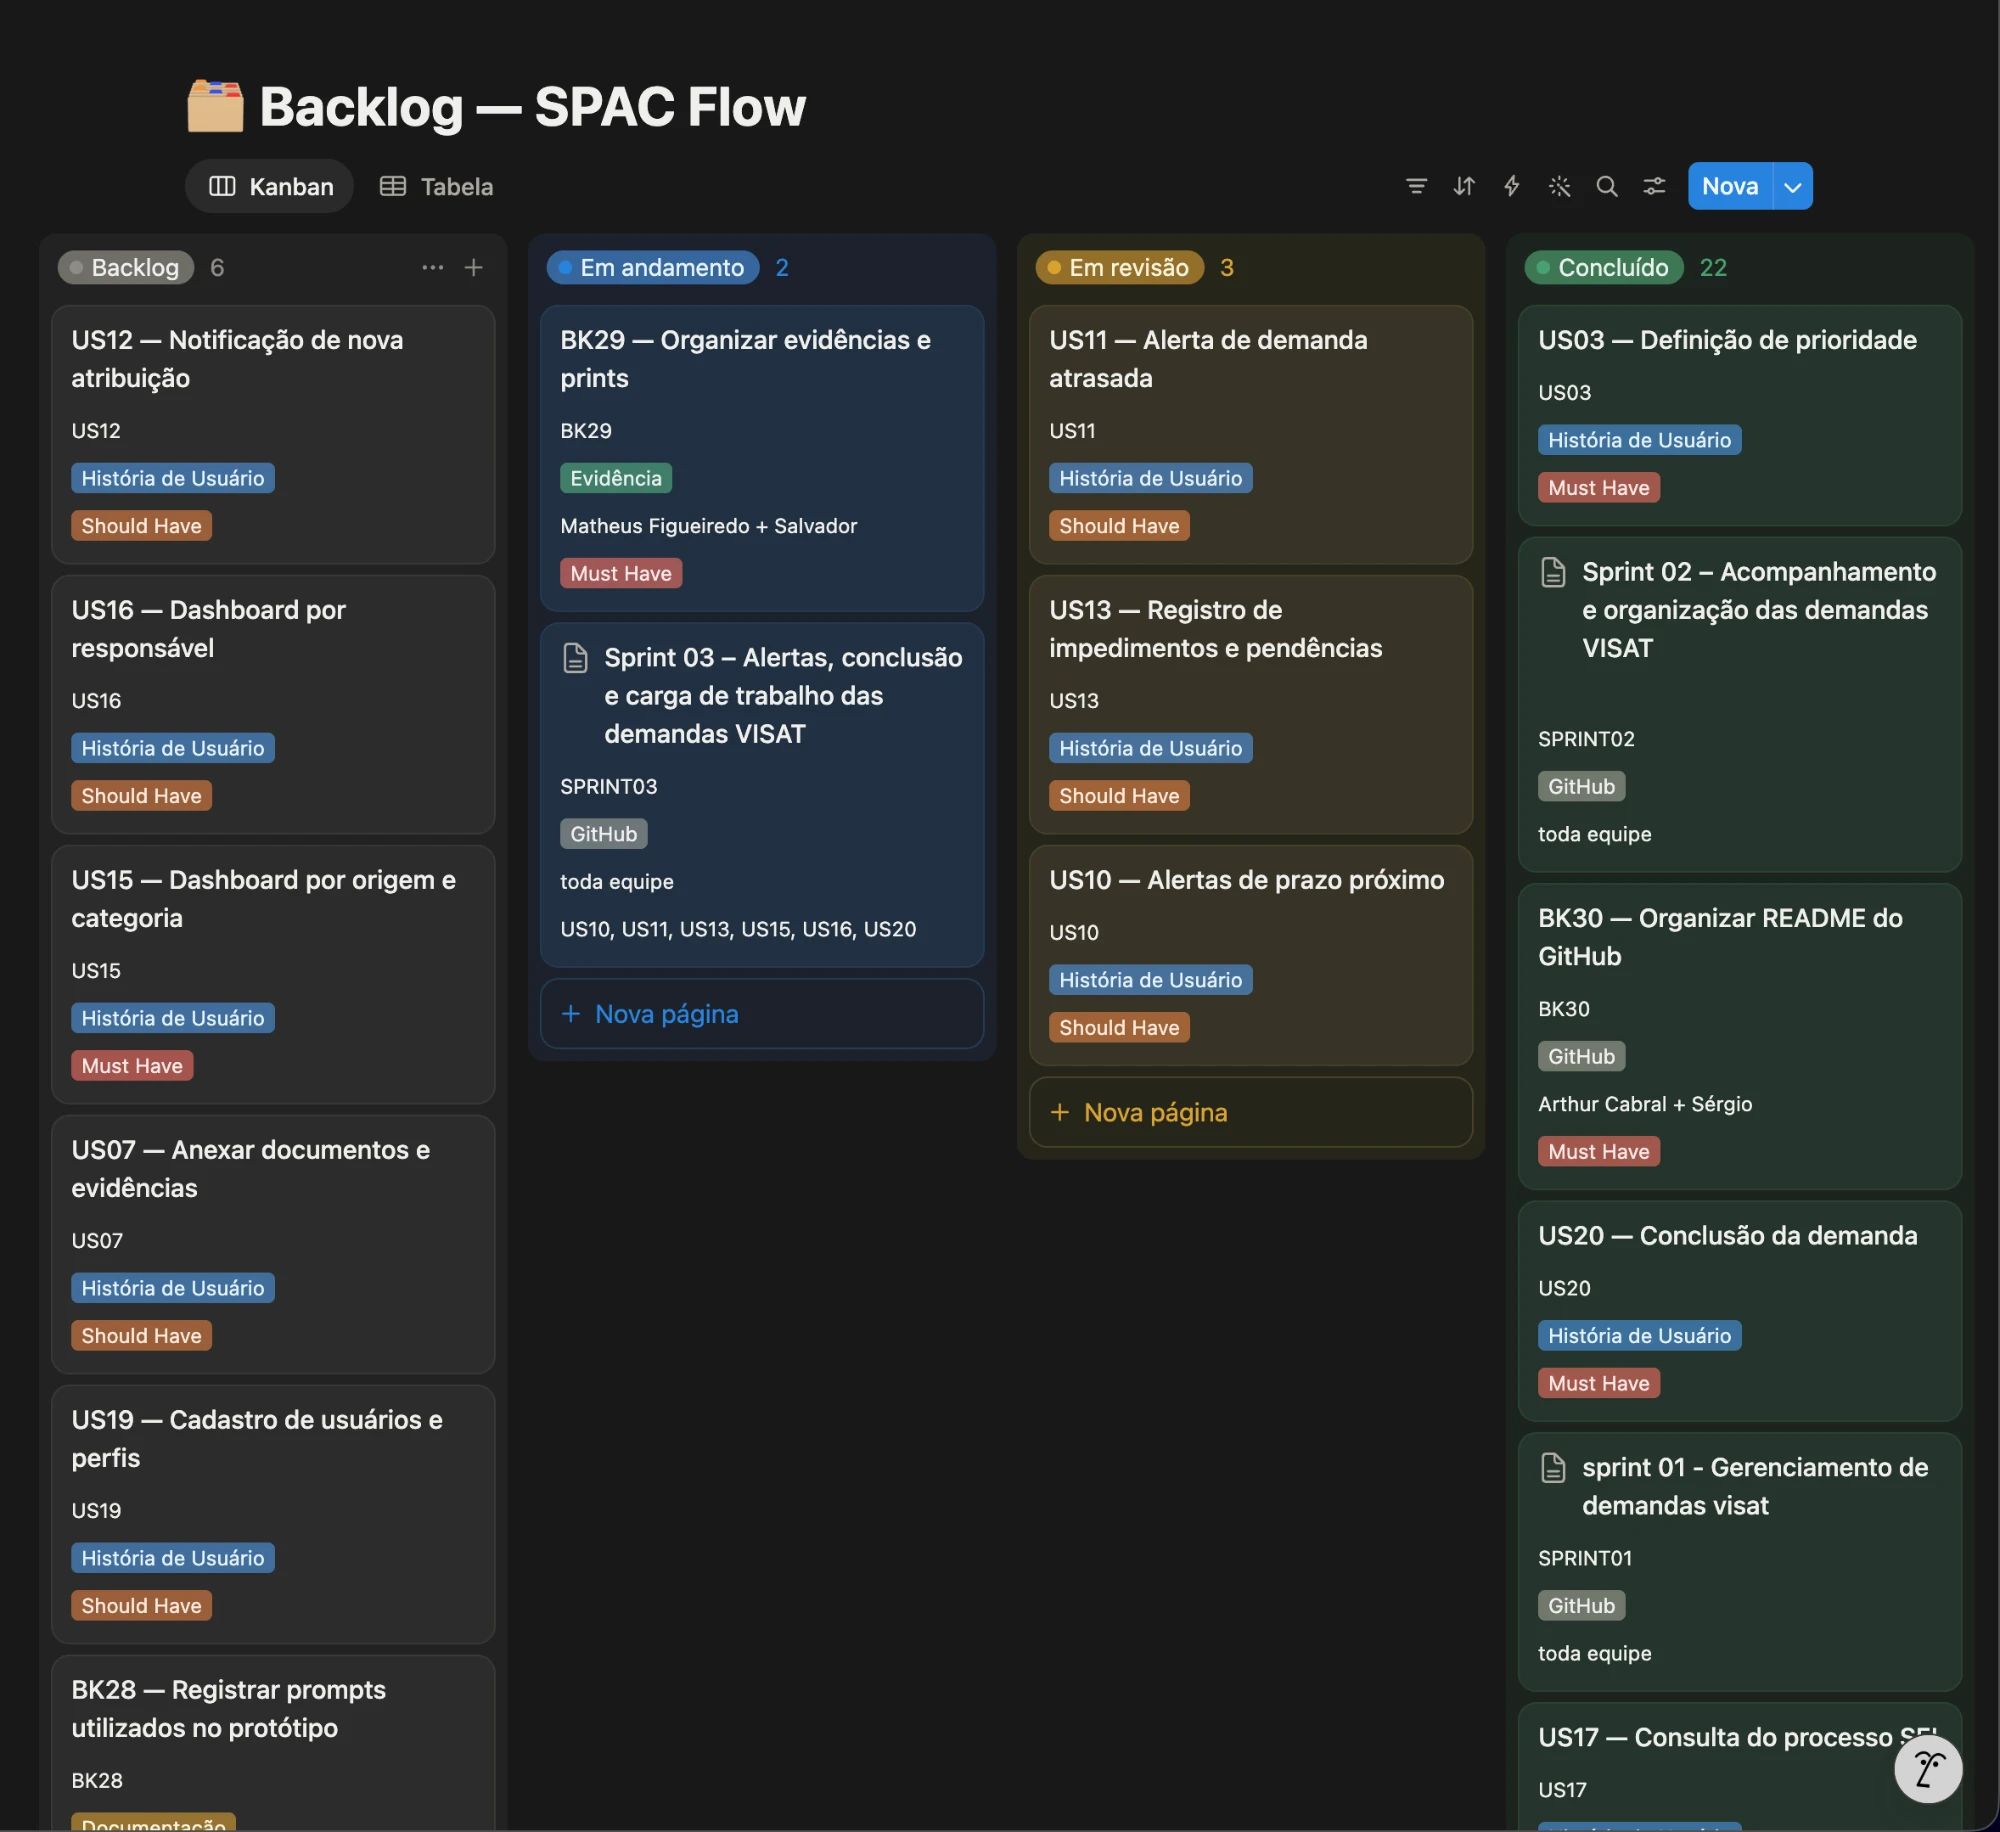 Backlog — SPAC Flow
Kanban
Tabela
Nova
Backlog 6
US12 — Notificação de nova
atribuição
US12
História de Usuário
Should Have
US16 — Dashboard por
responsável
US16
História de Usuário
Should Have
US15 — Dashboard por origem e
categoria
US15
História de Usuário
Must Have
US07 — Anexar documentos e
evidências
US07
História de Usuário
Should Have
US19 — Cadastro de usuários e
perfis
US19
História de Usuário
Should Have
BK28 — Registrar prompts
utilizados no protótipo
BK28
Documentação
Em andamento 2
BK29 — Organizar evidências e
prints
BK29
Evidência
Matheus Figueiredo + Salvador
Must Have
Sprint 03 – Alertas, conclusão
e carga de trabalho das
demandas VISAT
SPRINT03
GitHub
toda equipe
US10, US11, US13, US15, US16, US20
+ Nova página
Em revisão 3
US11 — Alerta de demanda
atrasada
US11
História de Usuário
Should Have
US13 — Registro de
impedimentos e pendências
US13
História de Usuário
Should Have
US10 — Alertas de prazo próximo
US10
História de Usuário
Should Have
+ Nova página
Concluído 22
US03 — Definição de prioridade
US03
História de Usuário
Must Have
Sprint 02 – Acompanhamento
e organização das demandas
VISAT
SPRINT02
GitHub
toda equipe
BK30 — Organizar README do
GitHub
BK30
GitHub
Arthur Cabral + Sérgio
Must Have
US20 — Conclusão da demanda
US20
História de Usuário
Must Have
sprint 01 - Gerenciamento de
demandas visat
SPRINT01
GitHub
toda equipe
US17 — Consulta do processo
US17